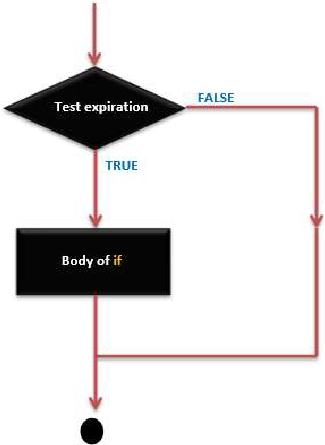 Test expiration
FALSE
TRUE
Body of if